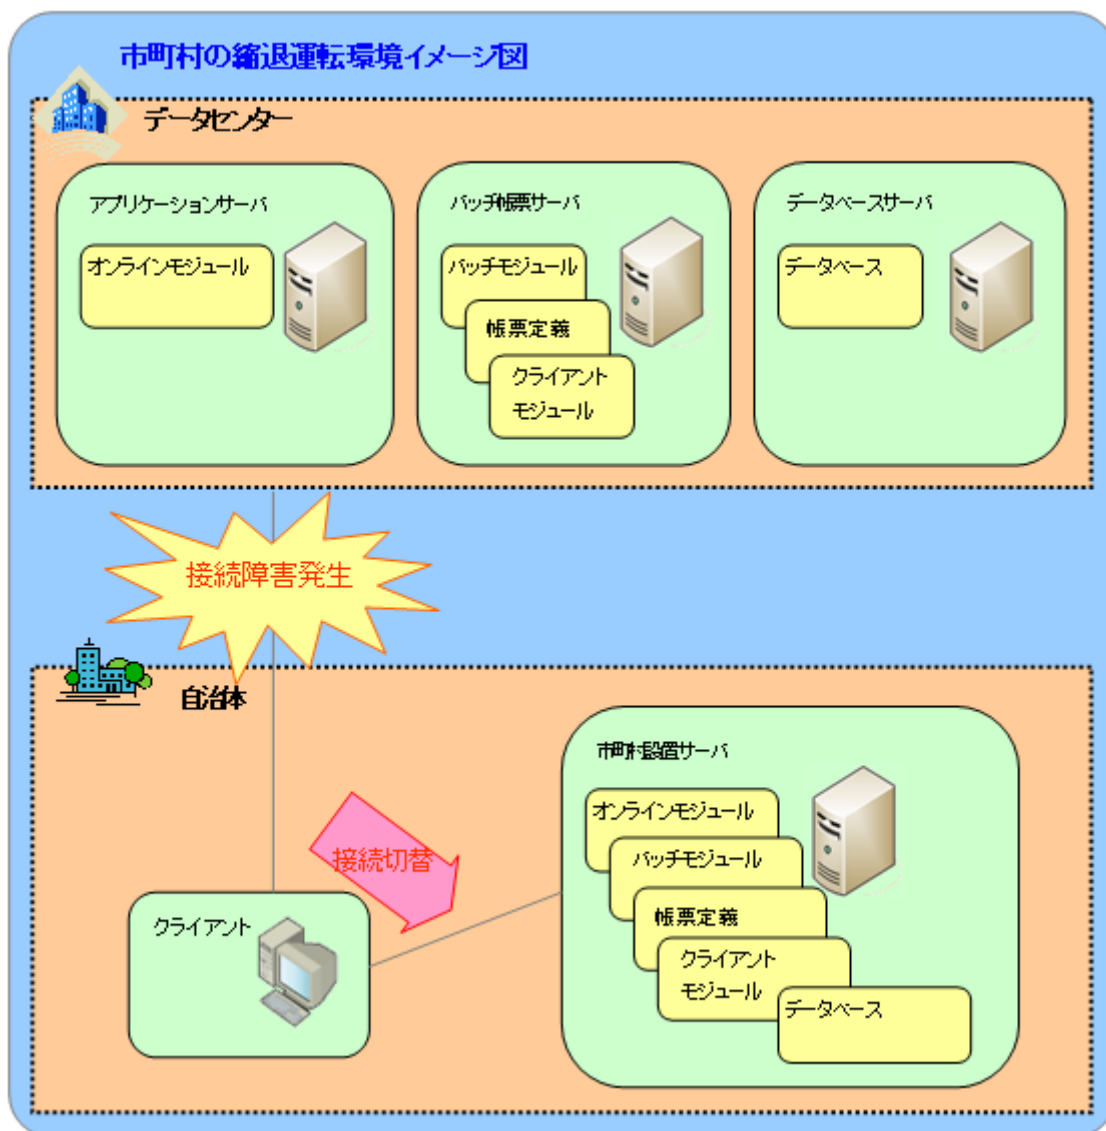 市町村の縮退運転環境イメージ図
データセンター
アプリケーションサーバ
オンラインモジュール
バッチ帳票サーバ
バッチモジュール
帳票定義
クライアント
モジュール
データベースサーバ
データベース
接続障害発生
自治体
市町村設置サーバ
オンラインモジュール
バッチモジュール
帳票定義
クライアント
モジュール
データベース
接続切替
クライアント